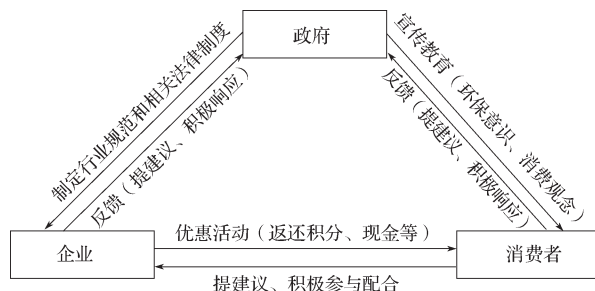 政府
制定行业规范和相关法律制度
反馈（提建议、积极响应）
宣传教育（环保意识、消费观念）
反馈（提建议、积极响应）
企业
优惠活动（返还积分、现金等）
提建议、积极参与配合
消费者